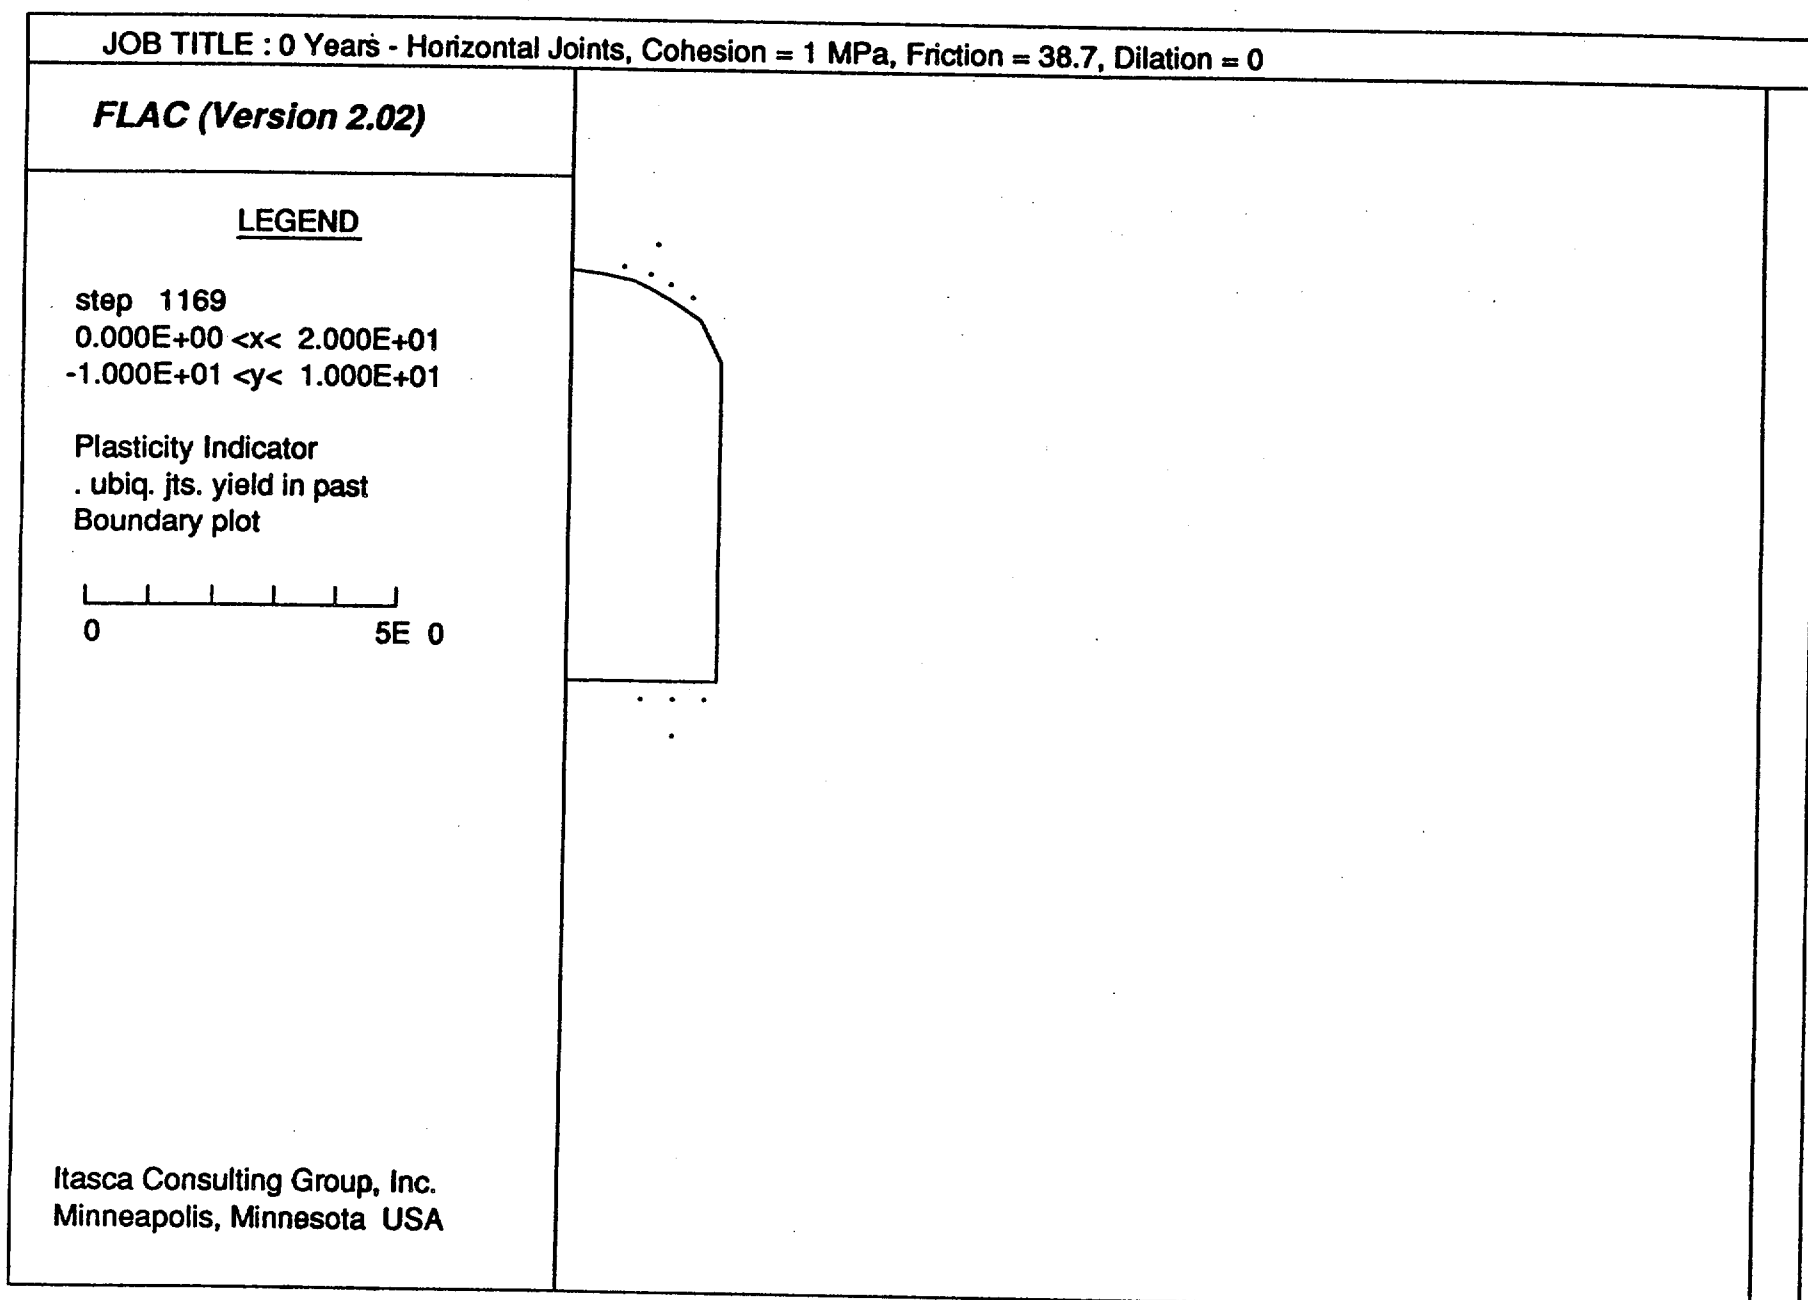 JOB TITLE : 0 Years - Horizontal Joints, Cohesion = 1 MPa, Friction = 38.7, Dilation = 0
FLAC (Version 2.02)
LEGEND
step 1169
0.000E+00 <x< 2.000E+01
-1.000E+01 <y< 1.000E+01
Plasticity Indicator
. ubiq. jts. yield in past
Boundary plot
0 5E 0
Itasca Consulting Group, Inc.
Minneapolis, Minnesota USA